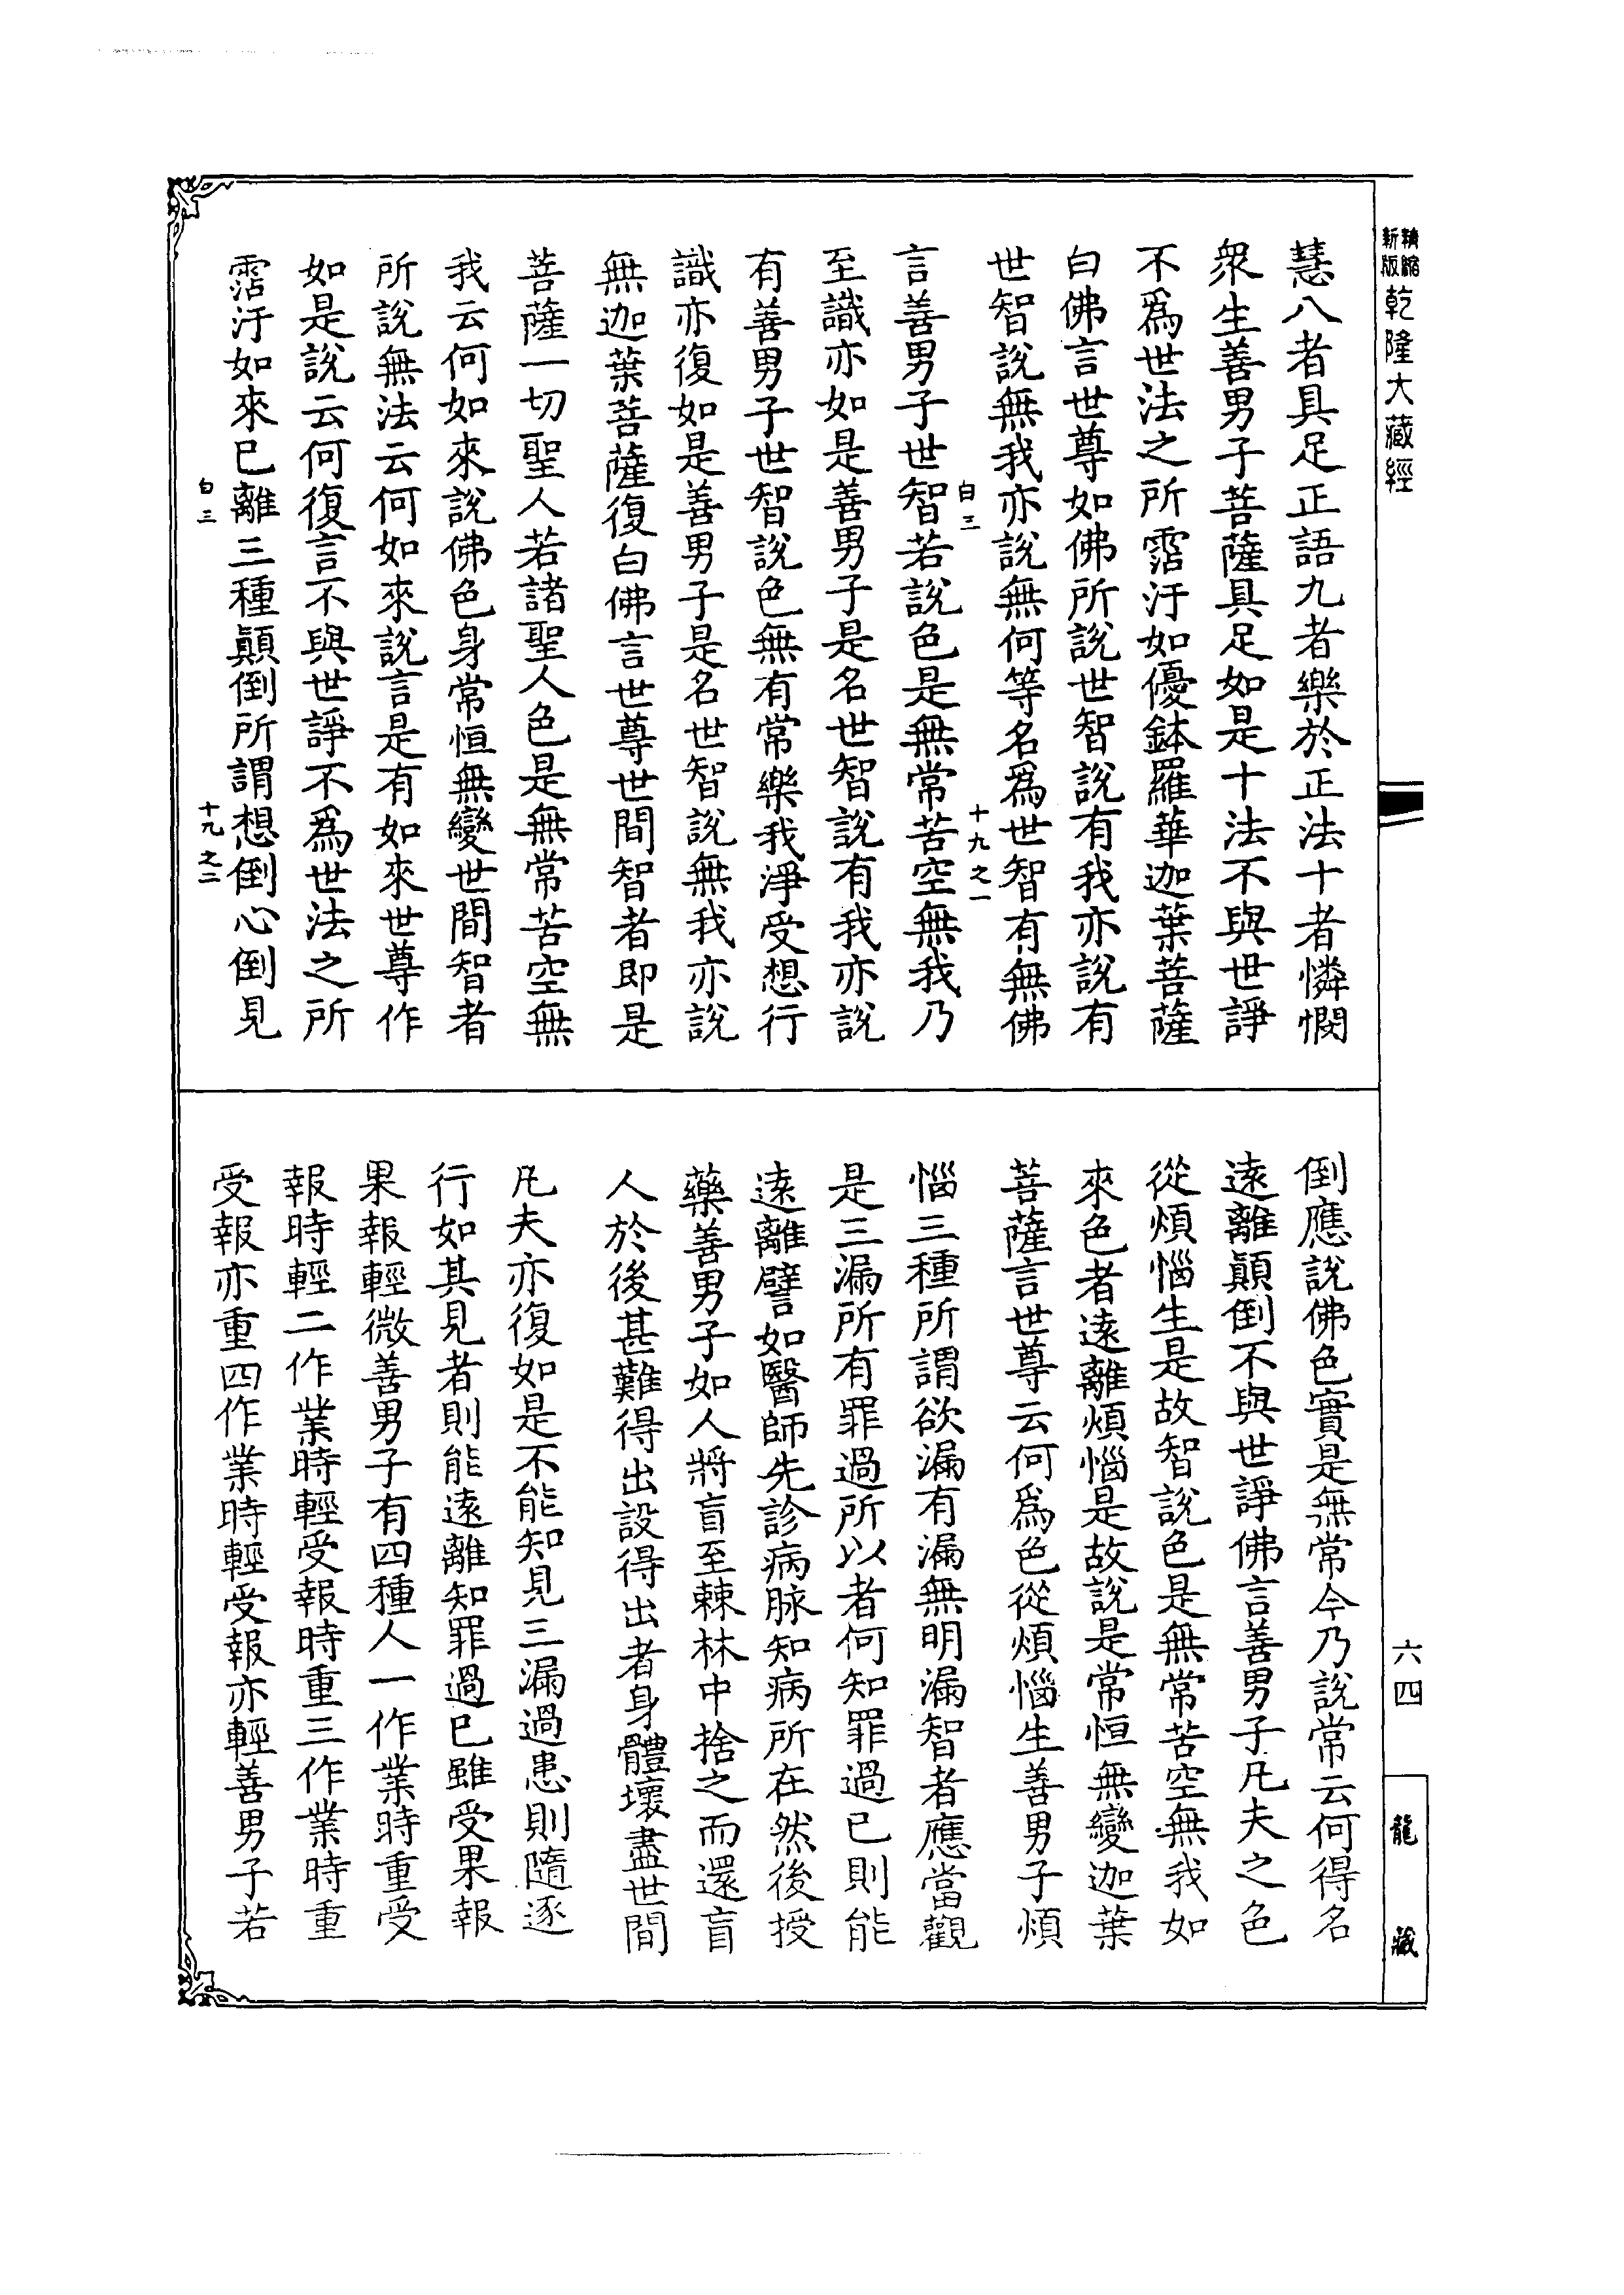 精縮
新版
乾隆大藏經
六四
龍藏
慧八者具足正語九者樂於正法十者憐憫
衆生善男子菩薩具足如是十法不與世諍
不爲世法之所霑汙如優鉢羅華迦葉菩薩
白佛言世尊如佛所說世智說有我亦說有
世智說無我亦說無何等名爲世智有無佛
白三
十九之一
言善男子世智若說色是無常苦空無我乃
至識亦如是善男子是名世智說有我亦說
有善男子世智說色無有常樂我淨受想行
識亦復如是善男子是名世智說無我亦說
無迦葉菩薩復白佛言世尊世間智者即是
菩薩一切聖人若諸聖人色是無常苦空無
我云何如來說佛色身常恒無變世間智者
所說無法云何如來說言是有如來世尊作
如是說云何復言不與世諍不爲世法之所
霑汙如來已離三種顚倒所謂想倒心倒見
白三
十九之二
倒應說佛色實是無常今乃說常云何得名
遠離顚倒不與世諍佛言善男子凡夫之色
從煩惱生是故智說色是無常苦空無我如
來色者遠離煩惱是故說是常恒無變迦葉
菩薩言世尊云何爲色從煩惱生善男子煩
惱三種所謂欲漏有漏無明漏智者應當觀
是三漏所有罪過所以者何知罪過已則能
遠離譬如醫師先診病脉知病所在然後授
藥善男子如人將盲至棘林中捨之而還盲
人於後甚難得出設得出者身體壞盡世間
凡夫亦復如是不能知見三漏過患則隨逐
行如其見者則能遠離知罪過已雖受果報
果報輕微善男子有四種人一作業時重受
報時輕二作業時輕受報時重三作業時重
受報亦重四作業時輕受報亦輕善男子若